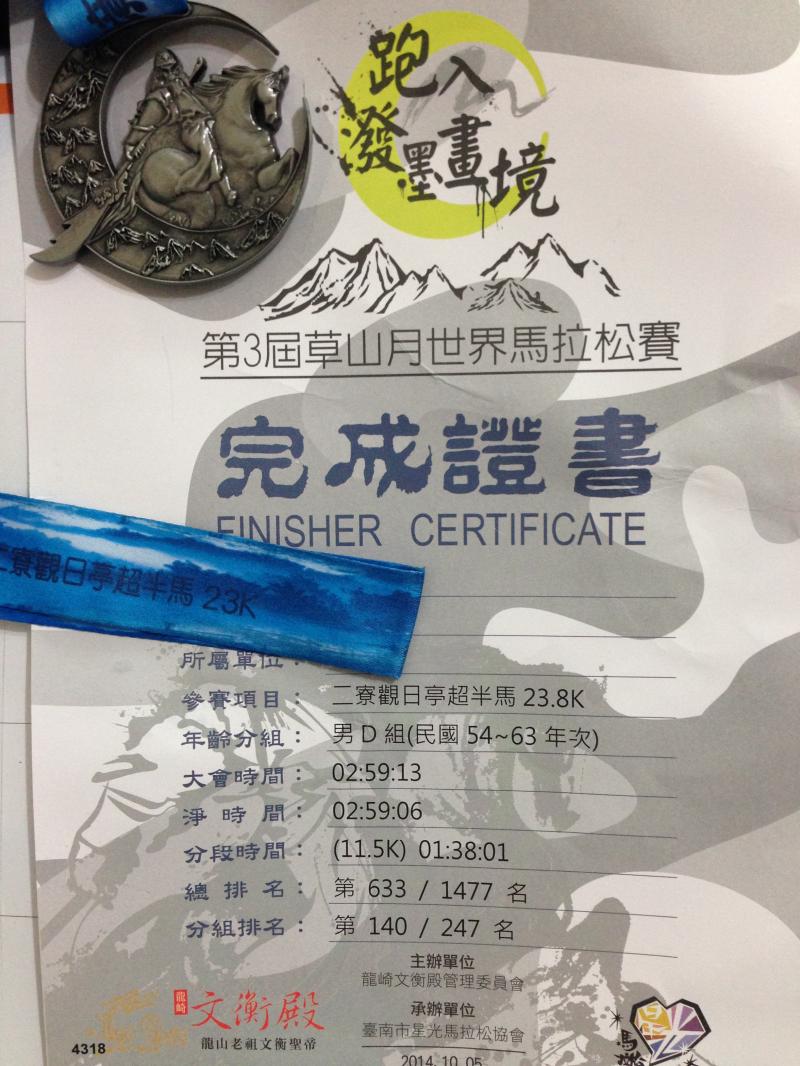 跑入
潑墨畫境
第3屆草山月世界馬拉松賽
完成證書
FINISHER CERTIFICATE
二寮觀日亭超半馬 23K
所屬單位：
參賽項目： 二寮觀日亭超半馬 23.8K
年齡分組： 男 D 組(民國 54~63 年次)
大會時間： 02:59:13
淨時間： 02:59:06
分段時間： (11.5K) 01:38:01
總排名： 第 633 / 1477 名
分組排名： 第 140 / 247 名
主辦單位
龍崎文衡殿管理委員會
龍崎 文衡殿
龍山老祖文衡聖帝
承辦單位
臺南市星光馬拉松協會
4318
2014.10.05